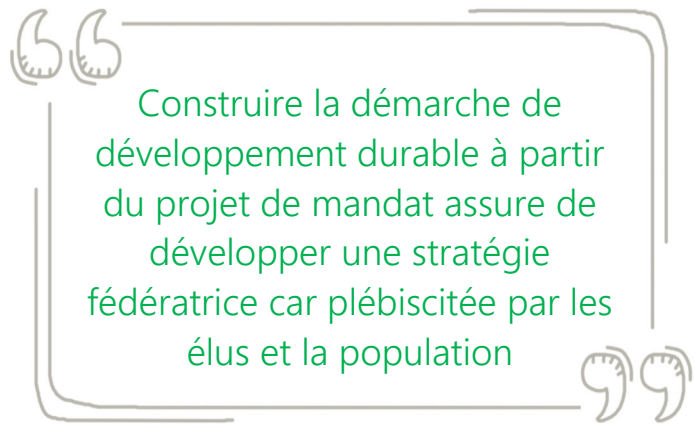 Construire la démarche de
développement durable à partir
du projet de mandat assure de
développer une stratégie
fédératrice car plébiscitée par les
élus et la population